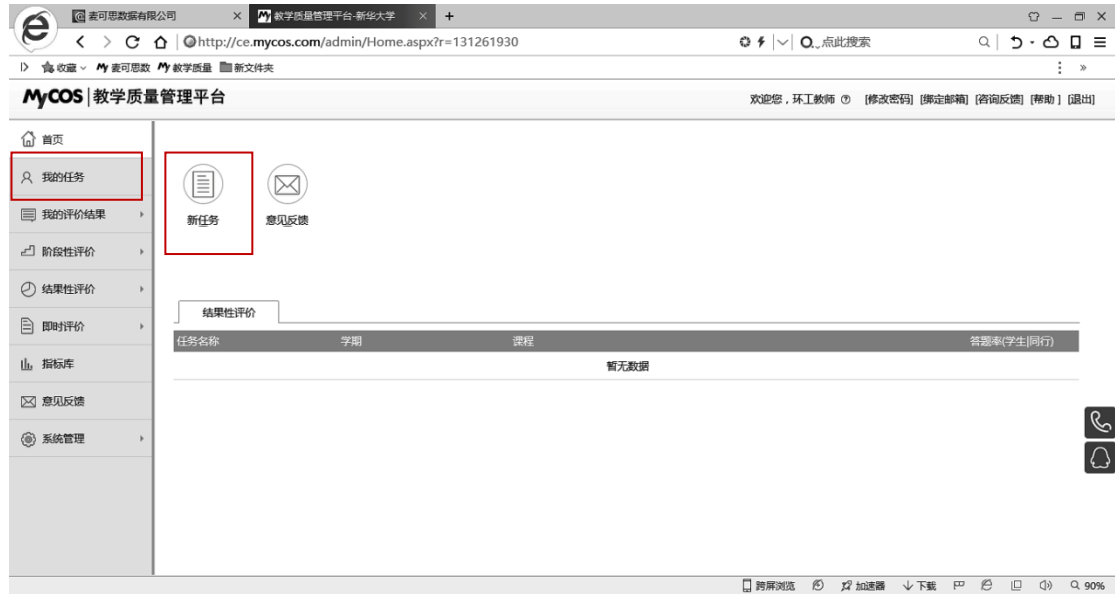 麦可思数据有限公司 教学质量管理平台-新华大学
http://ce.mycos.com/admin/Home.aspx?r=131261930 点此搜索
收藏 麦可思数 教学质量 新文件夹
MyCOS 教学质量管理平台
欢迎您，环工教师 [修改密码] [绑定邮箱] [咨询反馈] [帮助] [退出]
首页
我的任务
我的评价结果
阶段性评价
结果性评价
即时评价
指标库
意见反馈
系统管理
新任务 意见反馈
结果性评价
任务名称 学期 课程 答题率(学生|同行)
暂无数据
跨屏浏览 加速器 下载 90%